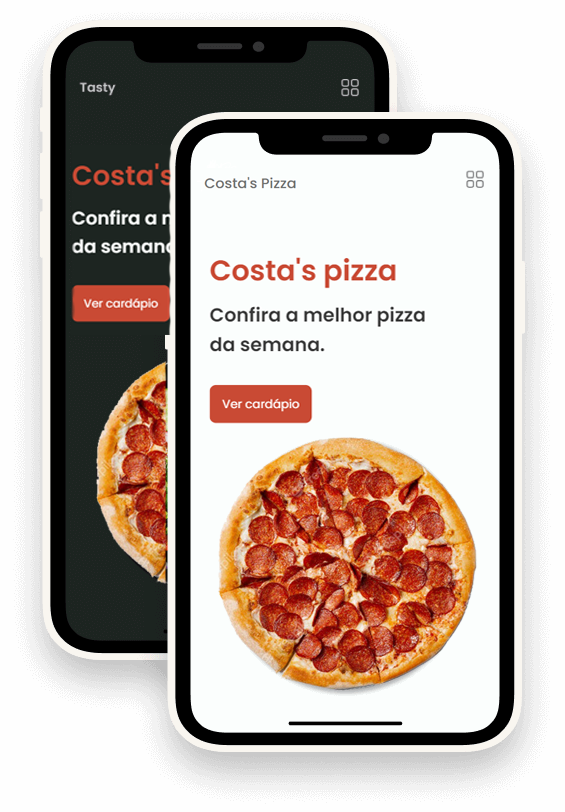 Tasty
Costa's
Confira a m
da semana
Ver cardápio
Costa's Pizza
Costa's pizza
Confira a melhor pizza
da semana.
Ver cardápio